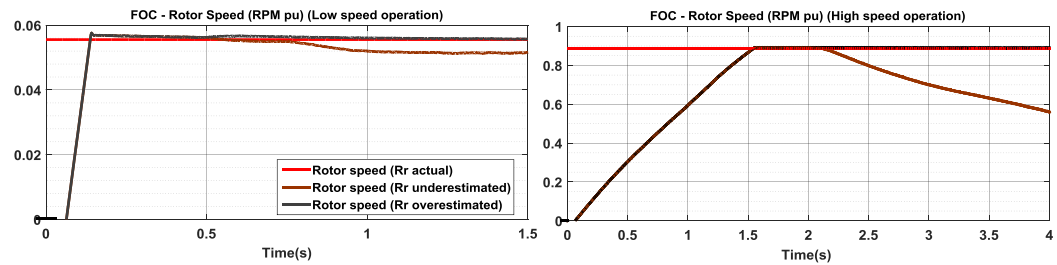 FOC - Rotor Speed (RPM pu) (Low speed operation)
0.06
0.04
0.02
0
Rotor speed (Rr actual)
Rotor speed (Rr underestimated)
Rotor speed (Rr overestimated)
0 0.5 1 1.5
Time(s)
FOC - Rotor Speed (RPM pu) (High speed operation)
1
0.8
0.6
0.4
0.2
0
0 0.5 1 1.5 2 2.5 3 3.5 4
Time(s)